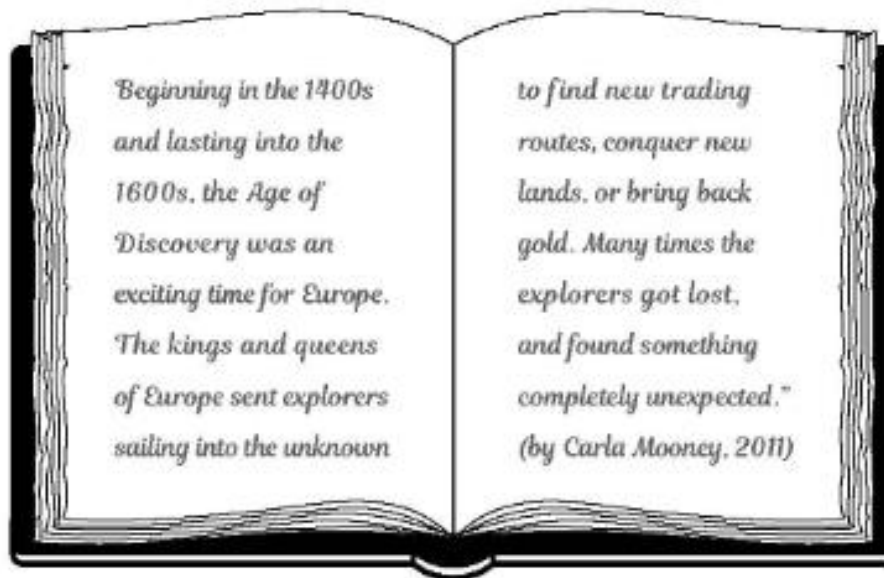 Beginning in the 1400s
and lasting into the
1600s, the Age of
Discovery was an
exciting time for Europe.
The kings and queens
of Europe sent explorers
sailing into the unknown
to find new trading
routes, conquer new
lands, or bring back
gold. Many times the
explorers got lost,
and found something
completely unexpected."
(by Carla Mooney, 2011)